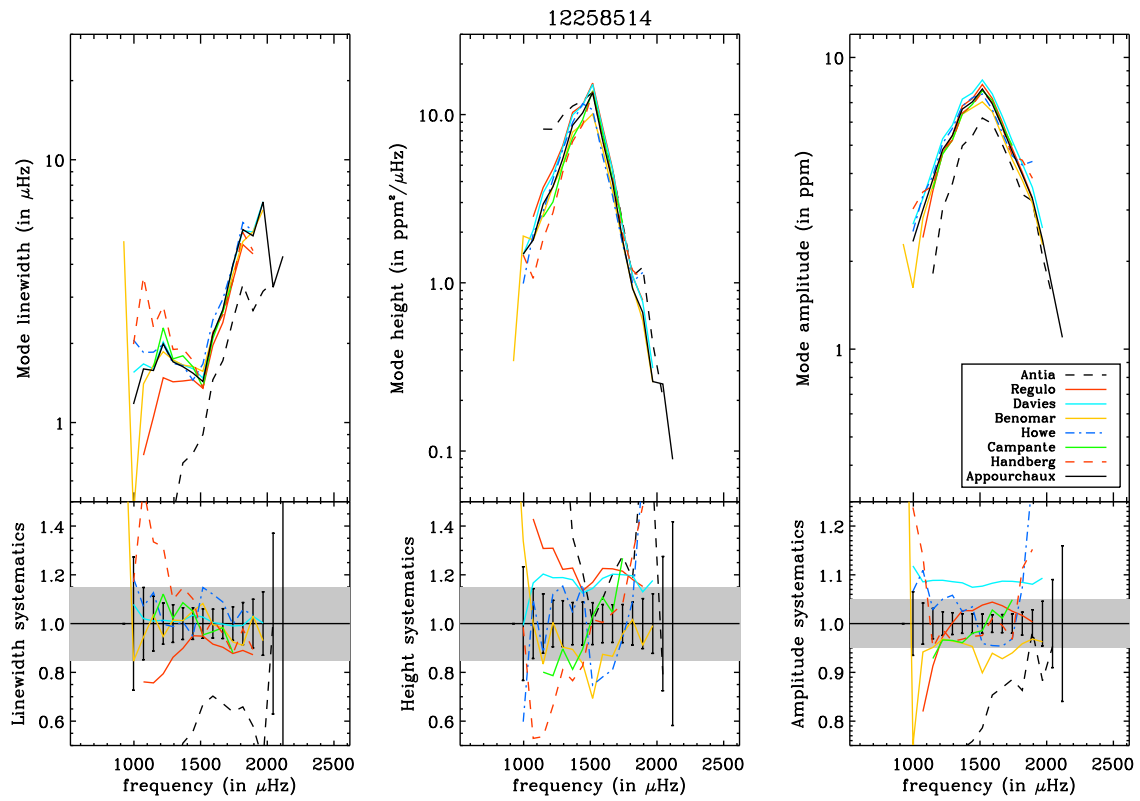 12258514
Mode linewidth (in μHz)
10
1
Mode height (in ppm²/μHz)
10.0
1.0
0.1
Mode amplitude (in ppm)
10
1
Antia
Regulo
Davies
Benomar
Howe
Campante
Handberg
Appourchaux
Linewidth systematics
1.4
1.2
1.0
0.8
0.6
1000 1500 2000 2500
frequency (in μHz)
Height systematics
1.4
1.2
1.0
0.8
0.6
1000 1500 2000 2500
frequency (in μHz)
Amplitude systematics
1.2
1.1
1.0
0.9
0.8
1000 1500 2000 2500
frequency (in μHz)